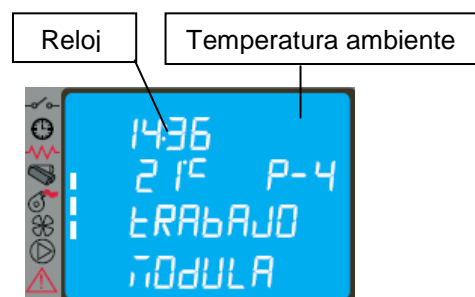 Reloj
Temperatura ambiente
14:36
21°C P-4
tRAbAJO
MOdULA